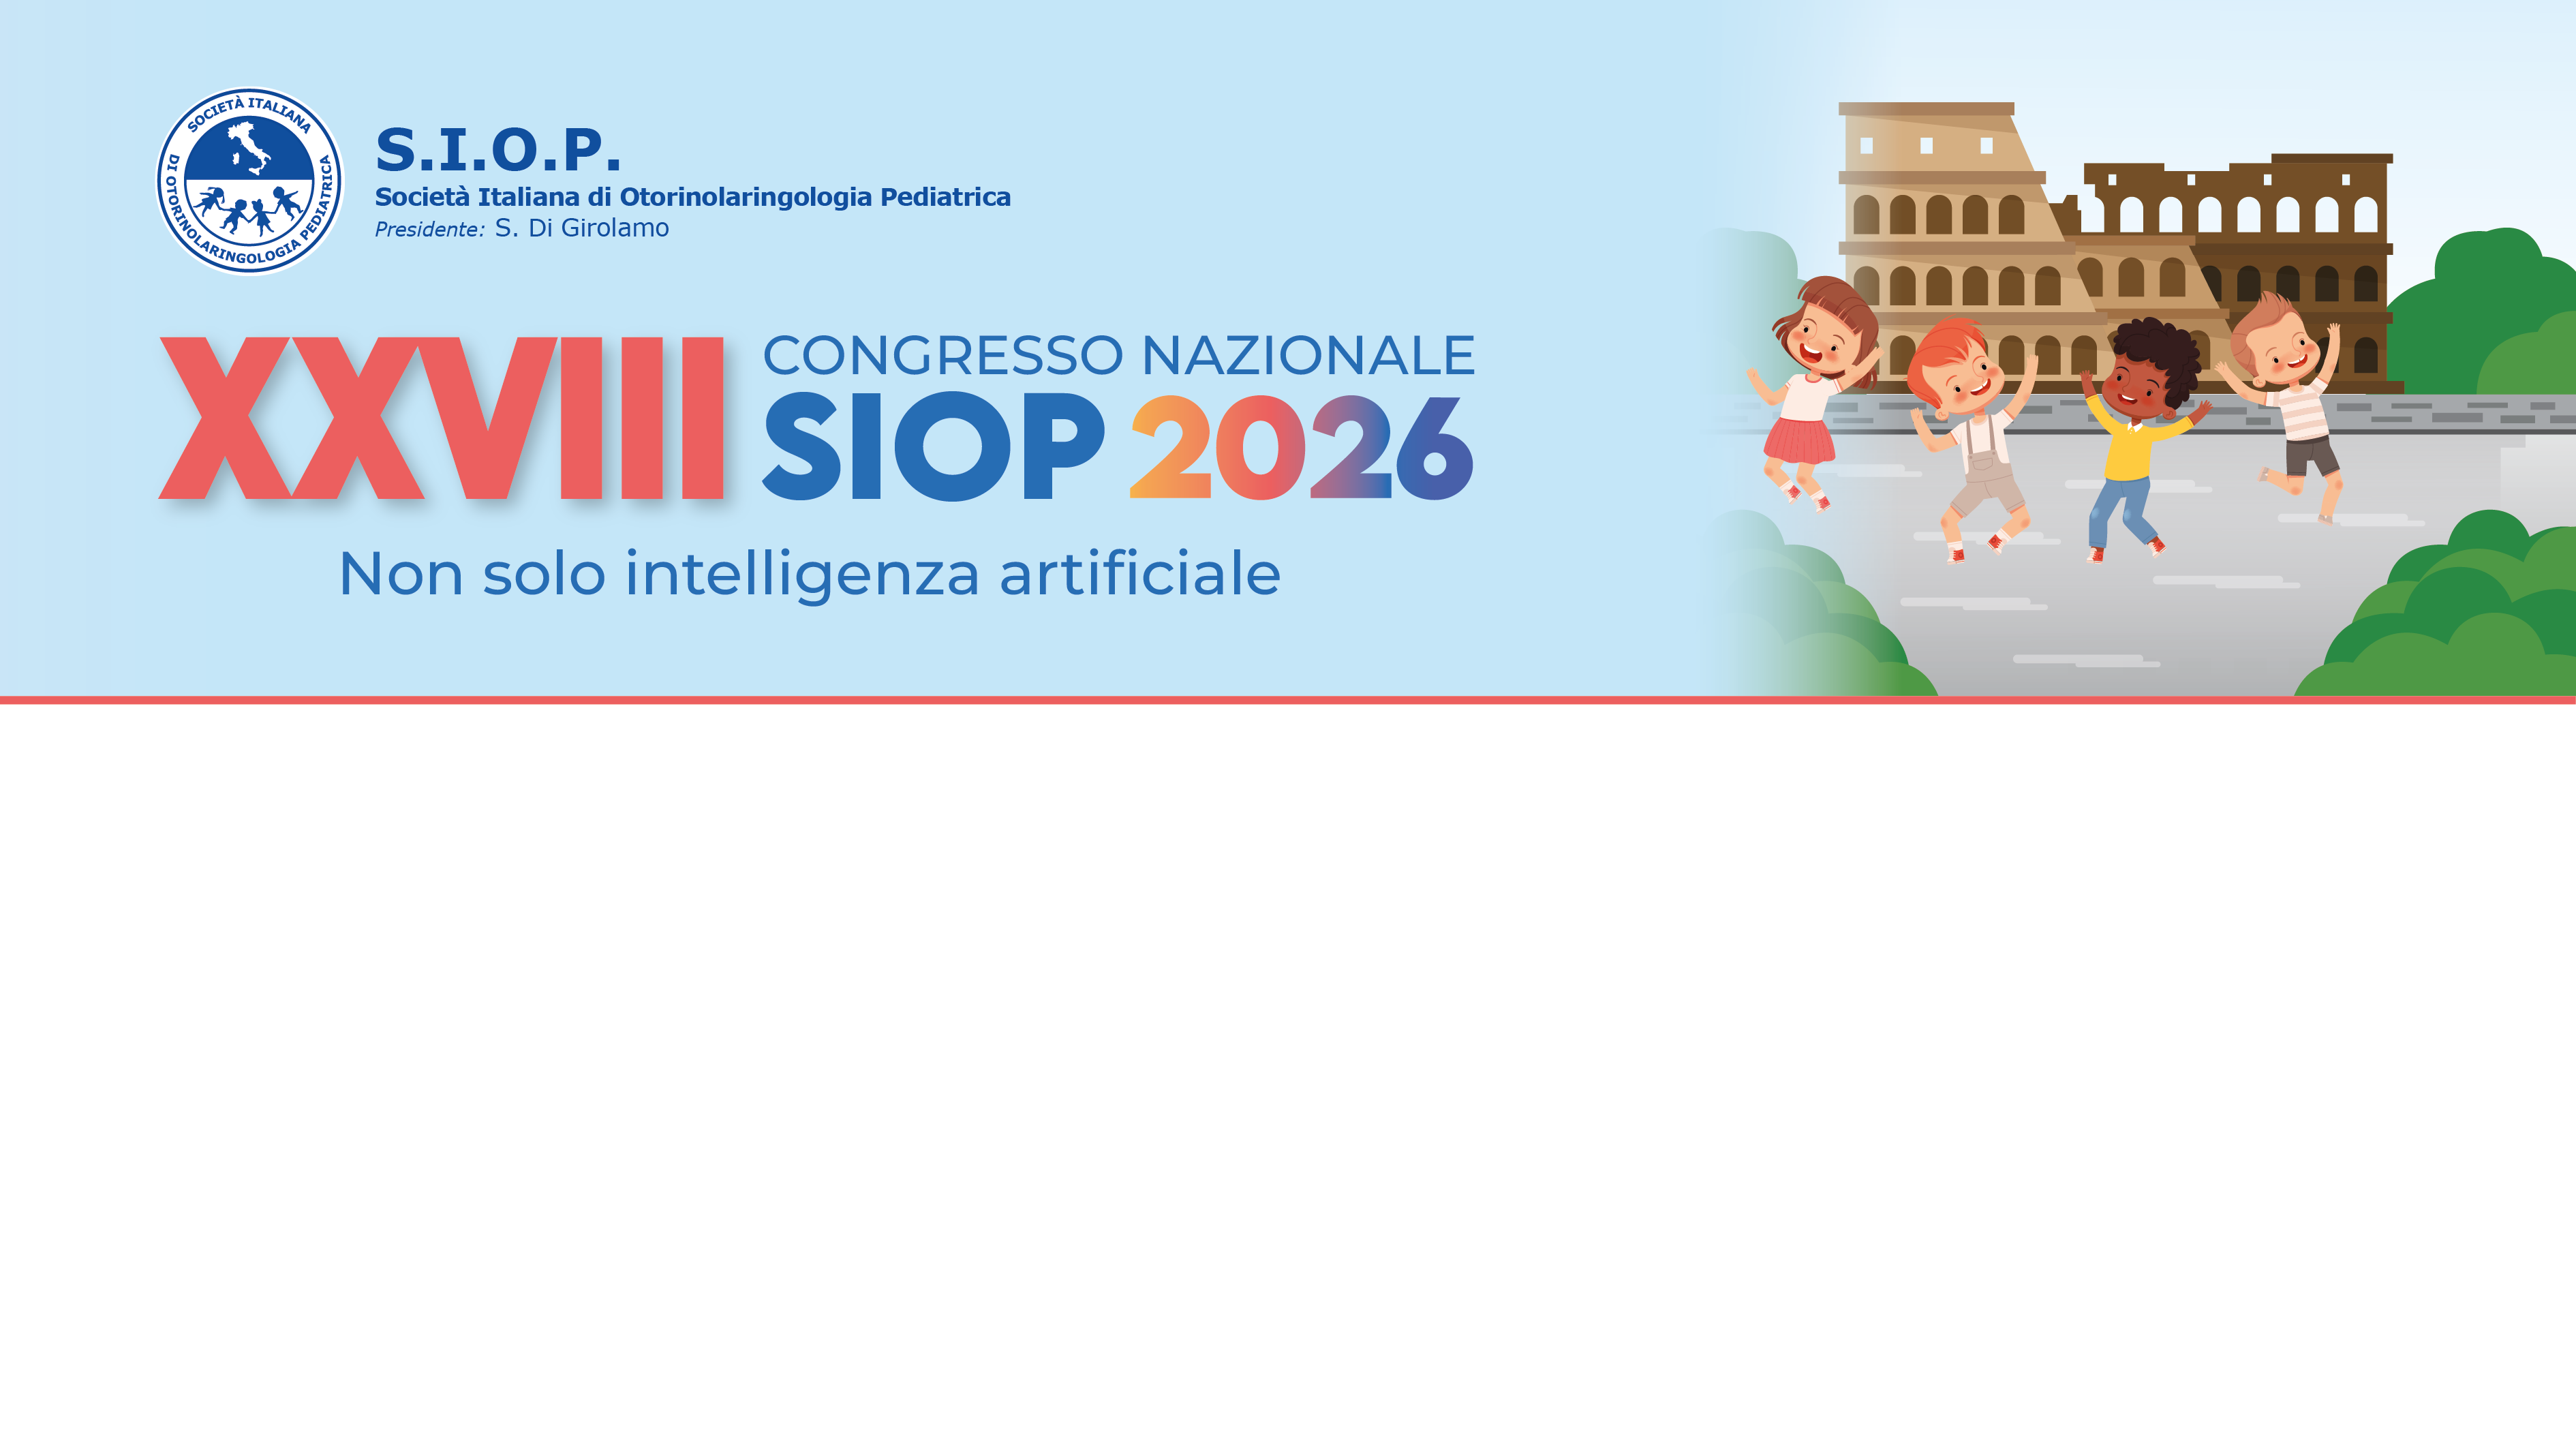 SOCIETÀ ITALIANA
DI OTORINOLARINGOLOGIA PEDIATRICA
S.I.O.P.
Società Italiana di Otorinolaringologia Pediatrica
Presidente: S. Di Girolamo
XXVIII CONGRESSO NAZIONALE
SIOP 2026
Non solo intelligenza artificiale